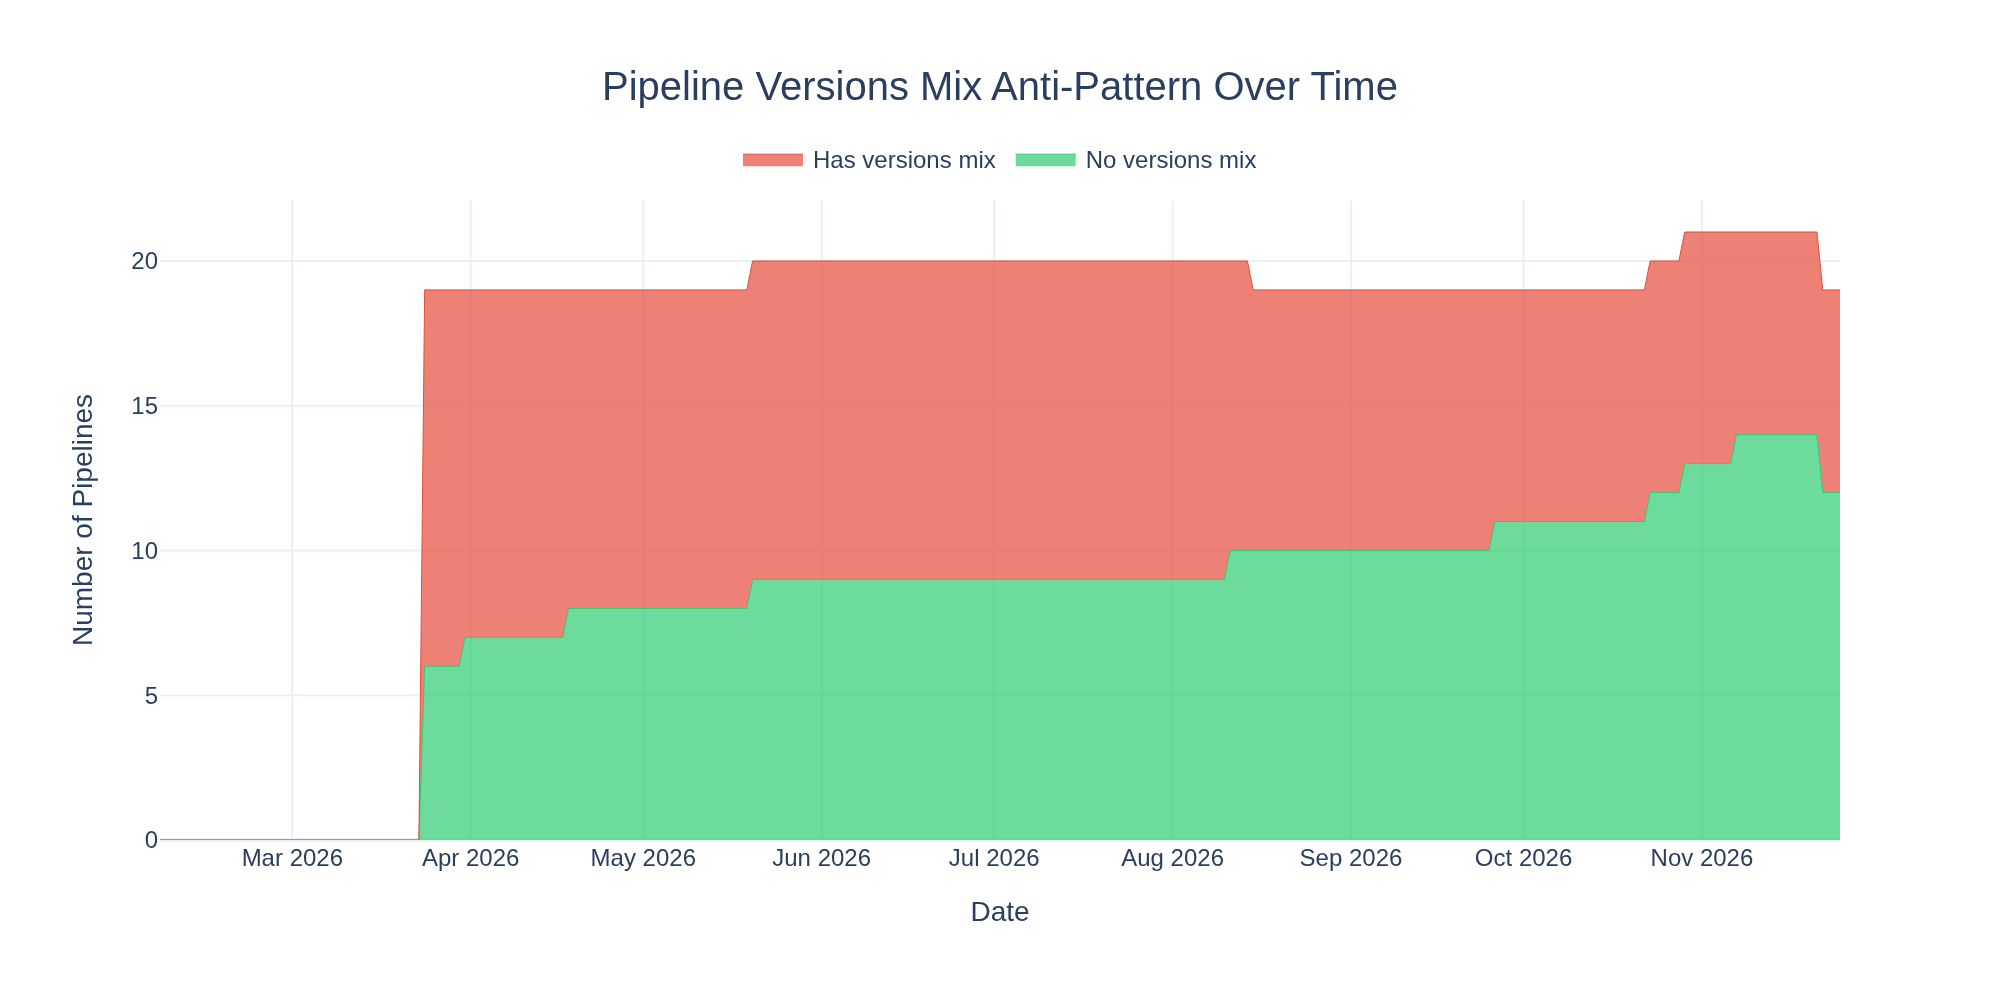 Pipeline Versions Mix Anti-Pattern Over Time
Has versions mix
No versions mix
Number of Pipelines
20
15
10
5
0
Mar 2026
Apr 2026
May 2026
Jun 2026
Jul 2026
Aug 2026
Sep 2026
Oct 2026
Nov 2026
Date